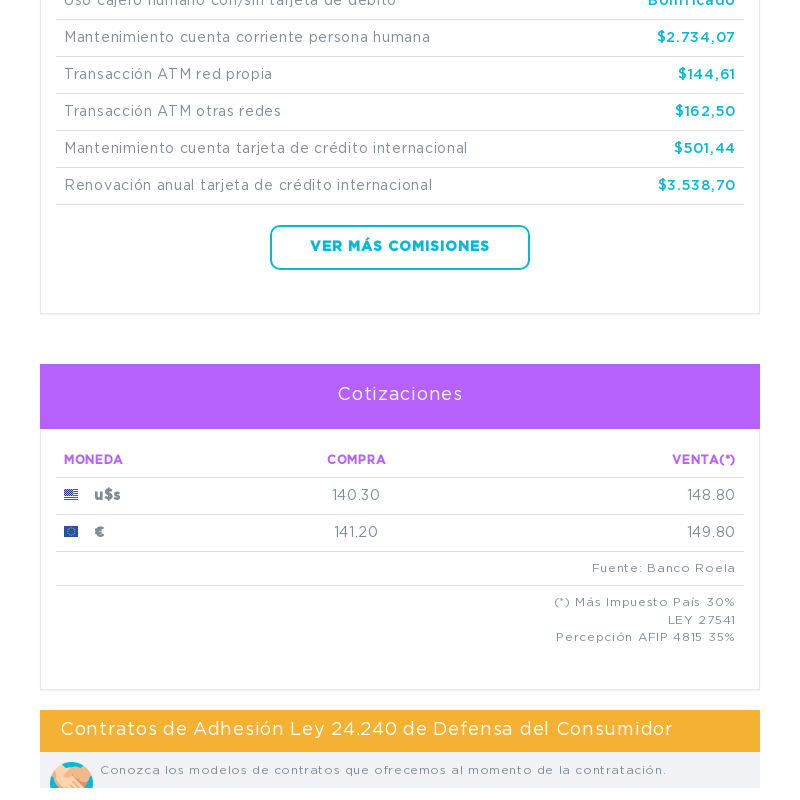 Uso cajero humano con/sin tarjeta de débito Bonificado
Mantenimiento cuenta corriente persona humana $2.734,07
Transacción ATM red propia $144,61
Transacción ATM otras redes $162,50
Mantenimiento cuenta tarjeta de crédito internacional $501,44
Renovación anual tarjeta de crédito internacional $3.538,70
VER MÁS COMISIONES
Cotizaciones
MONEDA COMPRA VENTA(*)
u$s 140.30 148.80
€ 141.20 149.80
Fuente: Banco Roela
(*) Más Impuesto País 30%
LEY 27541
Percepción AFIP 4815 35%
Contratos de Adhesión Ley 24.240 de Defensa del Consumidor
Conozca los modelos de contratos que ofrecemos al momento de la contratación.